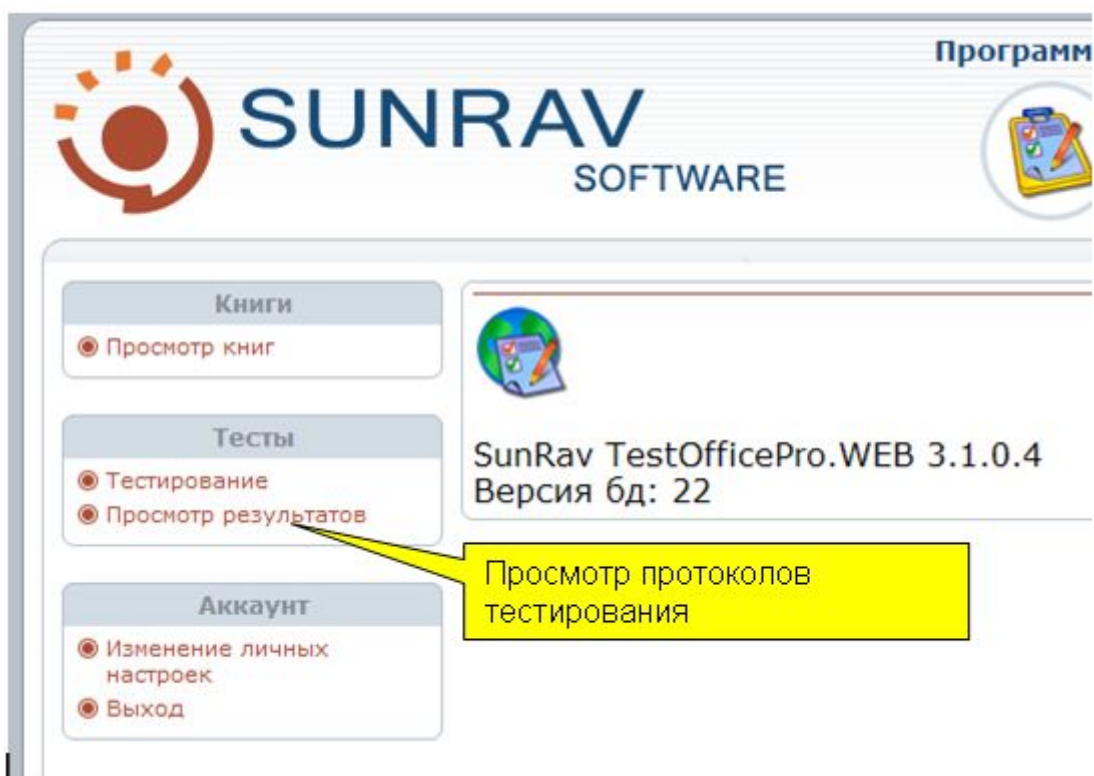 Программ
SUNRAV
SOFTWARE
Книги
Просмотр книг
Тесты
Тестирование
Просмотр результатов
Аккаунт
Изменение личных
настроек
Выход
SunRav TestOfficePro.WEB 3.1.0.4
Версия бд: 22
Просмотр протоколов
тестирования